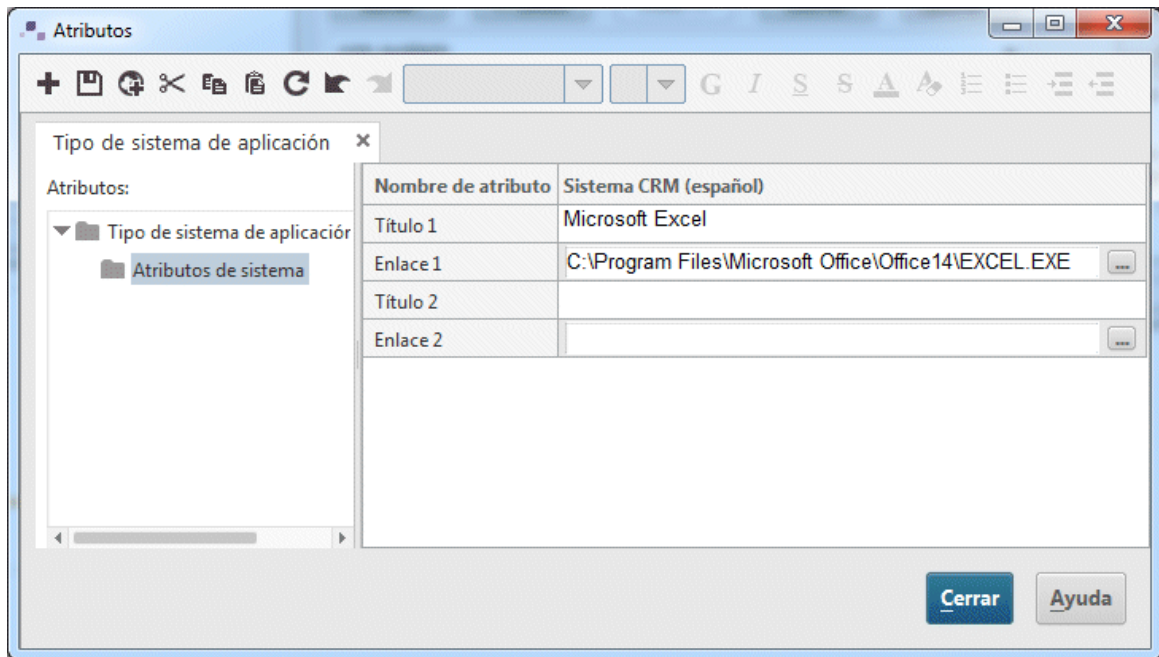 Atributos
G I S S A
Tipo de sistema de aplicación
Atributos:
Tipo de sistema de aplicación
Atributos de sistema
Nombre de atributo Sistema CRM (español)
Título 1 Microsoft Excel
Enlace 1 C:\Program Files\Microsoft Office\Office14\EXCEL.EXE ...
Título 2
Enlace 2 ...
Cerrar Ayuda